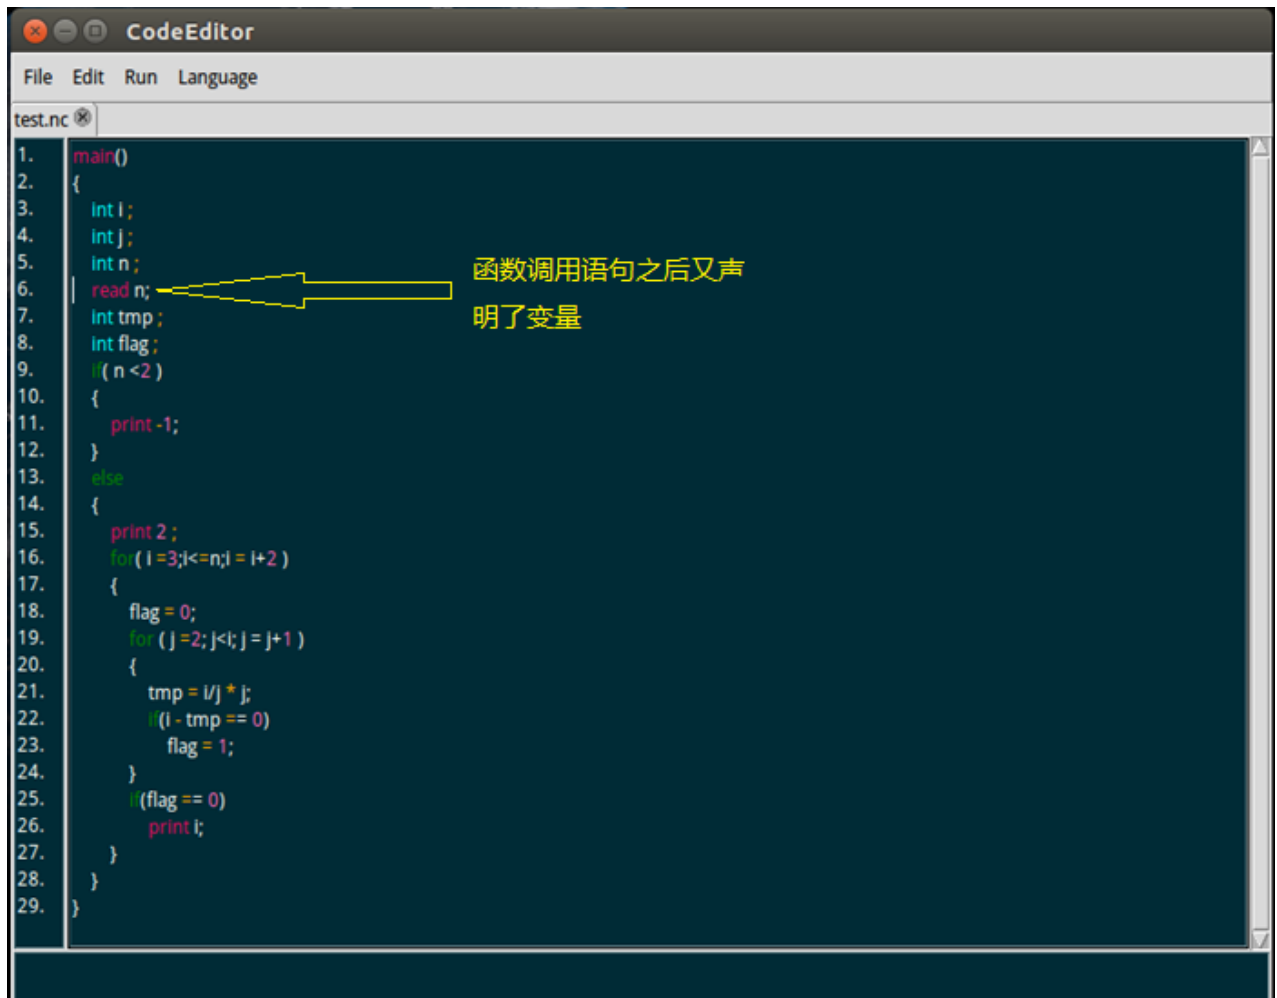 CodeEditor
File Edit Run Language
test.nc
1. main()
2. {
3. int i ;
4. int j ;
5. int n ;
6. read n;
7. int tmp ;
8. int flag ;
9. if( n <2 )
10. {
11. print -1;
12. }
13. else
14. {
15. print 2 ;
16. for( i =3;i<=n;i = i+2 )
17. {
18. flag = 0;
19. for ( j =2; j<i; j = j+1 )
20. {
21. tmp = i/j * j;
22. if(i - tmp == 0)
23. flag = 1;
24. }
25. if(flag == 0)
26. print i;
27. }
28. }
29. }
函数调用语句之后又声
明了变量